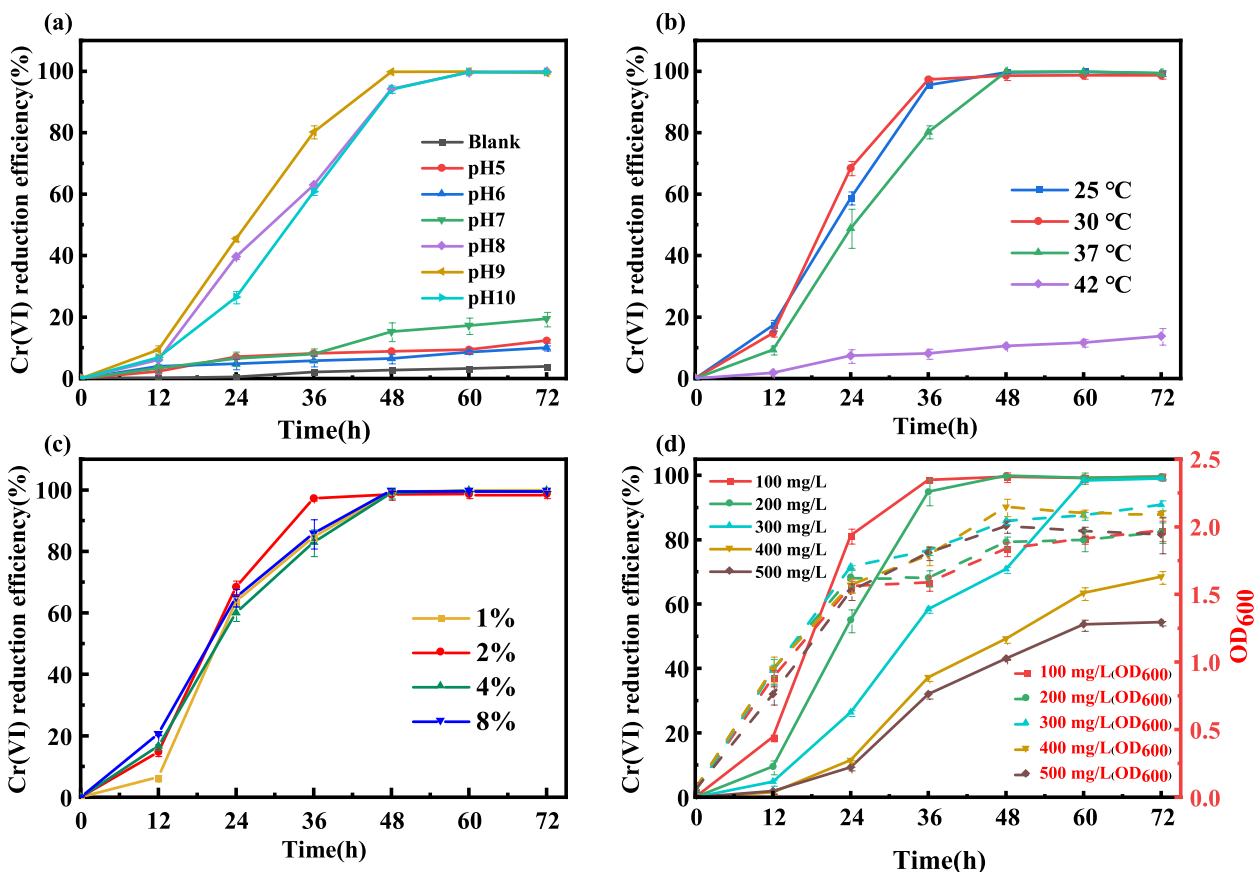 (a)
Cr(VI) reduction efficiency(%)
100
80
60
40
20
0
Blank
pH5
pH6
pH7
pH8
pH9
pH10
0 12 24 36 48 60 72
Time(h)
(b)
Cr(VI) reduction efficiency(%)
100
80
60
40
20
0
25 °C
30 °C
37 °C
42 °C
0 12 24 36 48 60 72
Time(h)
(c)
Cr(VI) reduction efficiency(%)
100
80
60
40
20
0
1%
2%
4%
8%
0 12 24 36 48 60 72
Time(h)
(d)
Cr(VI) reduction efficiency(%)
100
80
60
40
20
0
100 mg/L
200 mg/L
300 mg/L
400 mg/L
500 mg/L
100 mg/L(OD600)
200 mg/L(OD600)
300 mg/L(OD600)
400 mg/L(OD600)
500 mg/L(OD600)
2.5
2.0
1.5
1.0
0.5
0.0
OD600
0 12 24 36 48 60 72
Time(h)